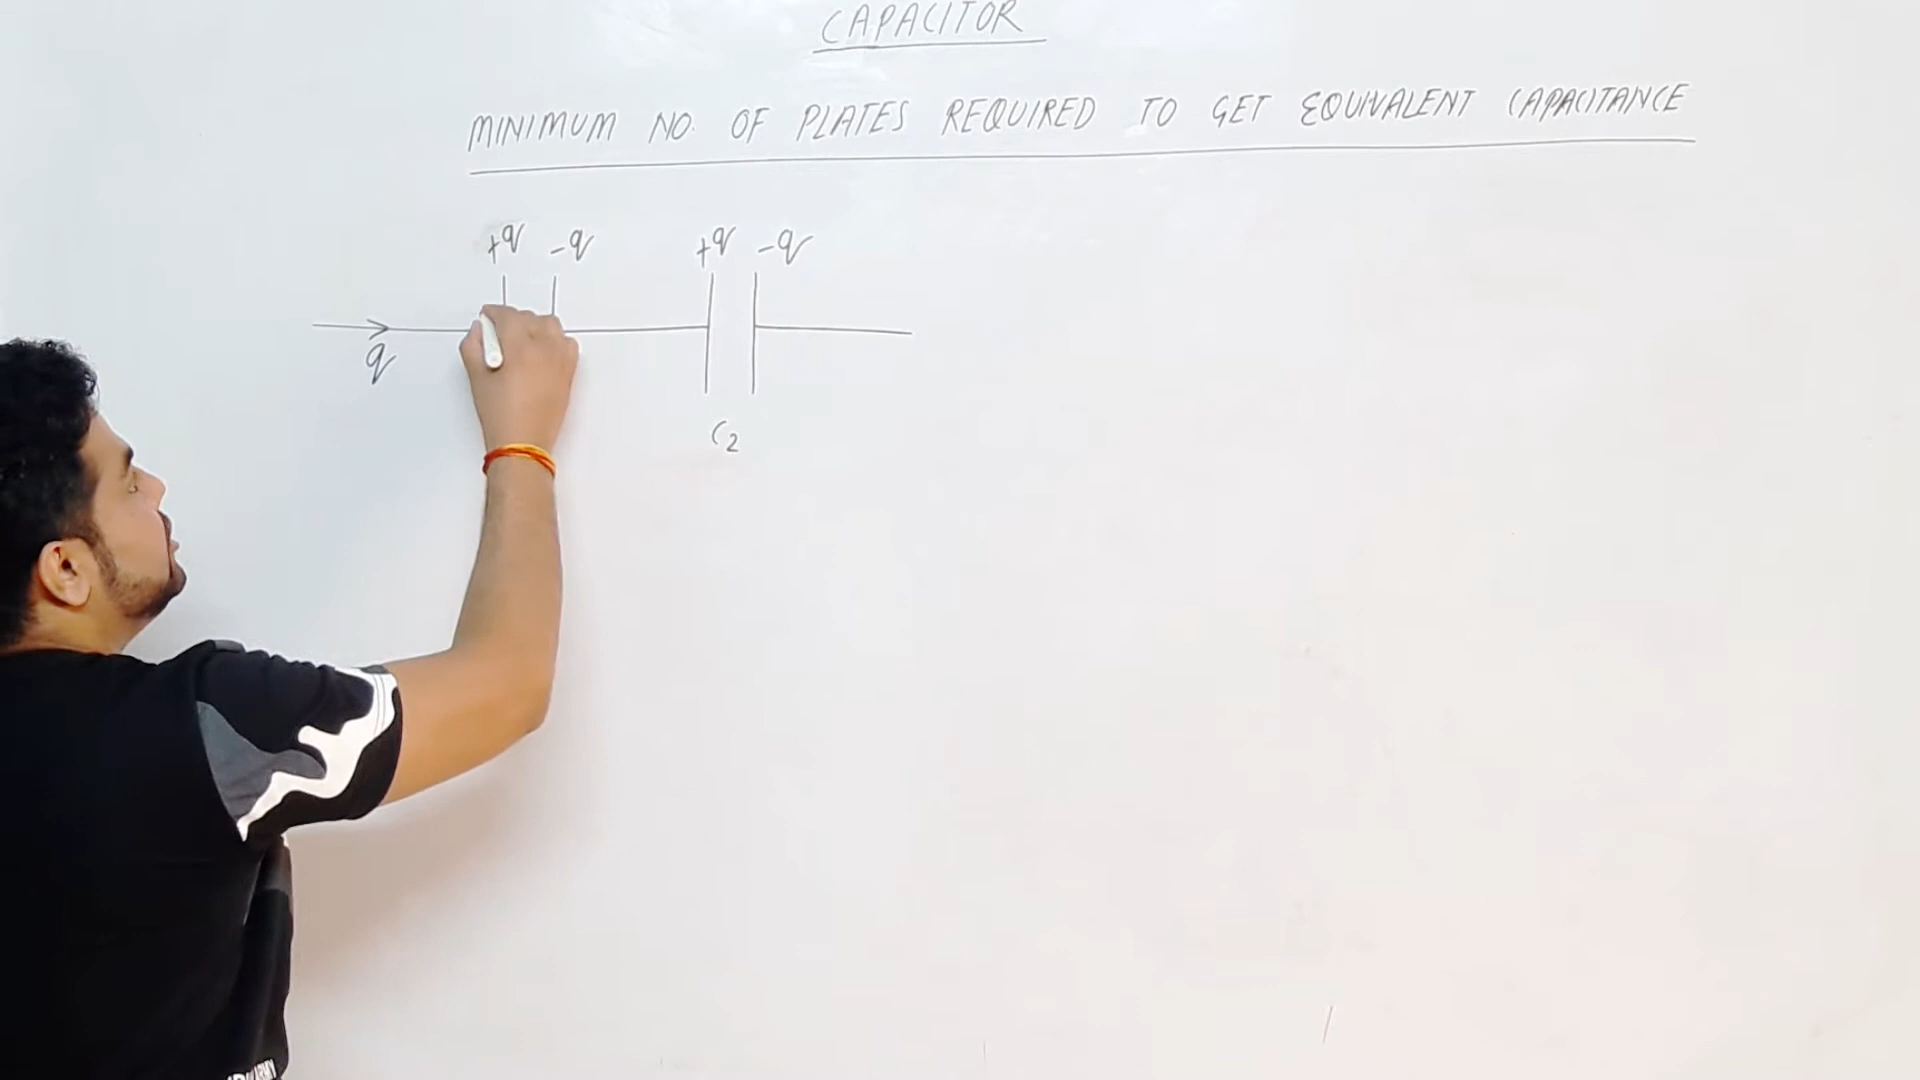 CAPACITOR
MINIMUM NO. OF PLATES REQUIRED TO GET EQUIVALENT CAPACITANCE
+q -q +q -q
q
C2